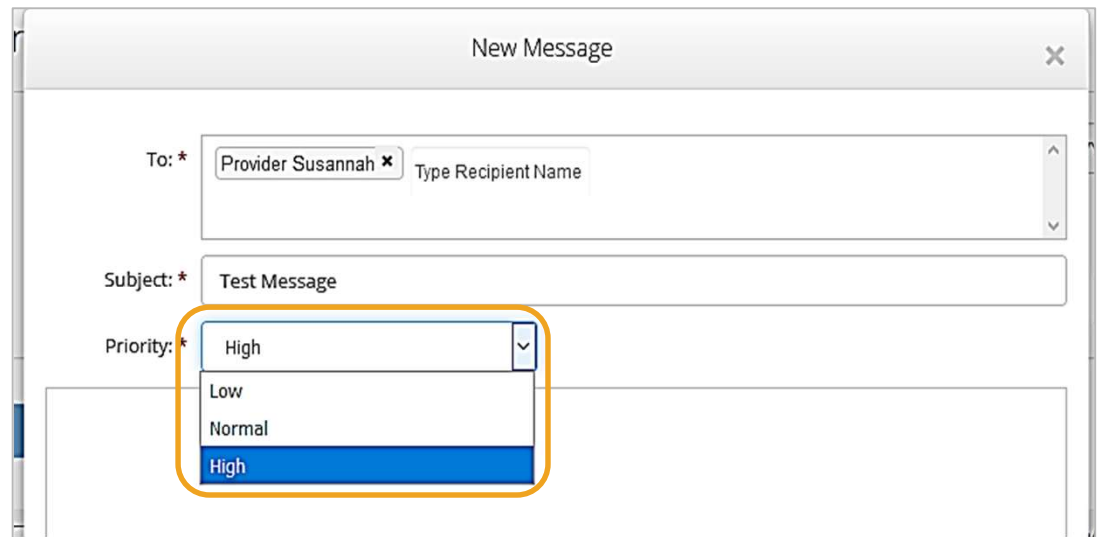 New Message ×
To: * Provider Susannah × Type Recipient Name
Subject: * Test Message
Priority: * High
Low
Normal
High